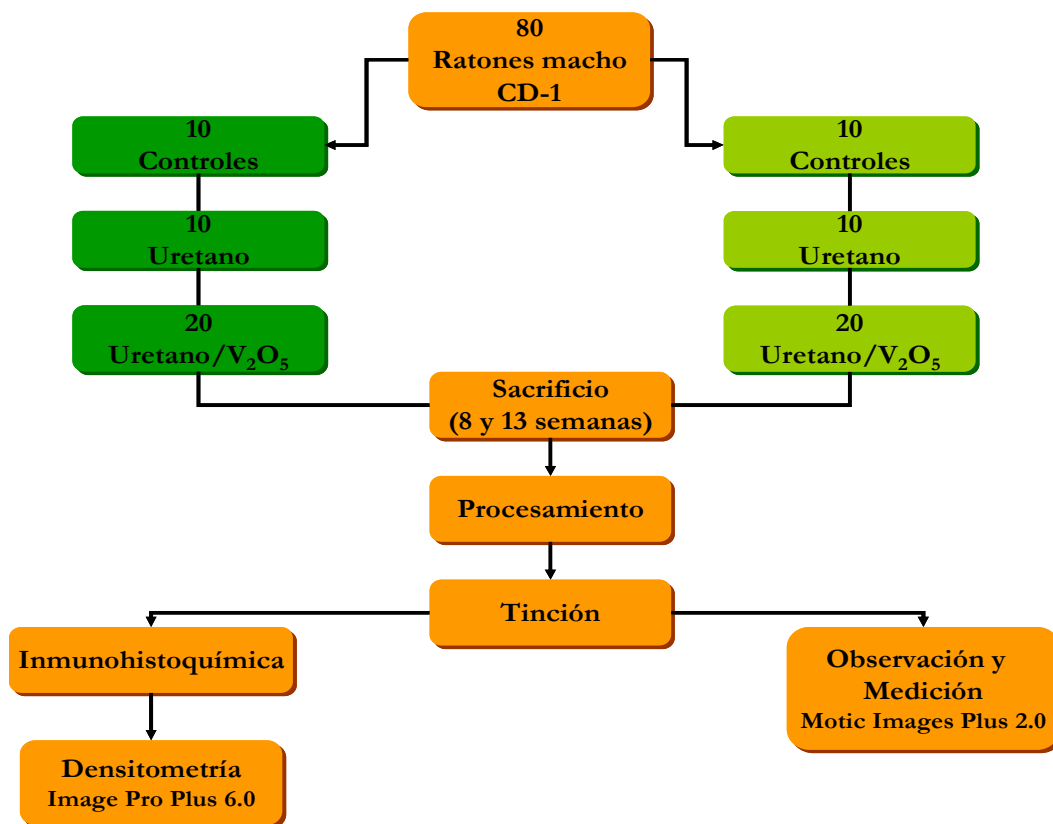 80
Ratones macho
CD-1
10
Controles
10
Controles
10
Uretano
10
Uretano
20
Uretano/V₂O₅
20
Uretano/V₂O₅
Sacrificio
(8 y 13 semanas)
Procesamiento
Tinción
Inmunohistoquímica
Observación y
Medición
Motic Images Plus 2.0
Densitometría
Image Pro Plus 6.0